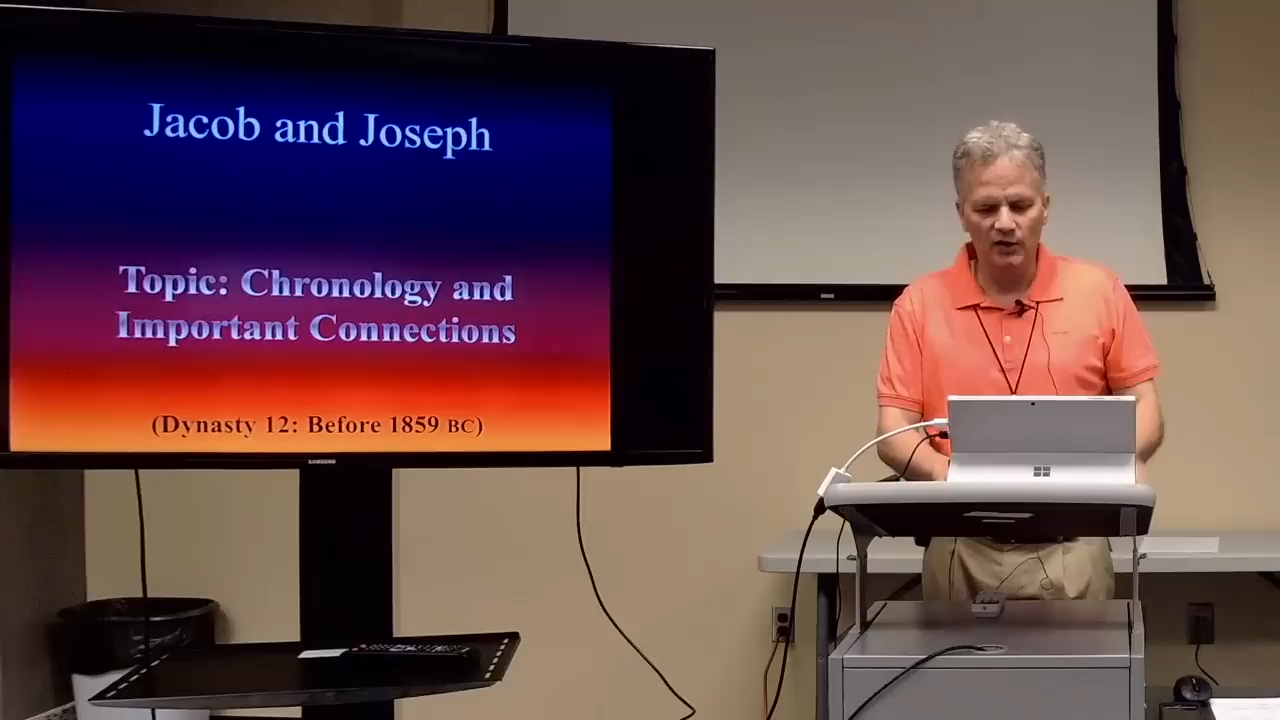 Jacob and Joseph
Topic: Chronology and
Important Connections
(Dynasty 12: Before 1859 BC)
SAMSUNG